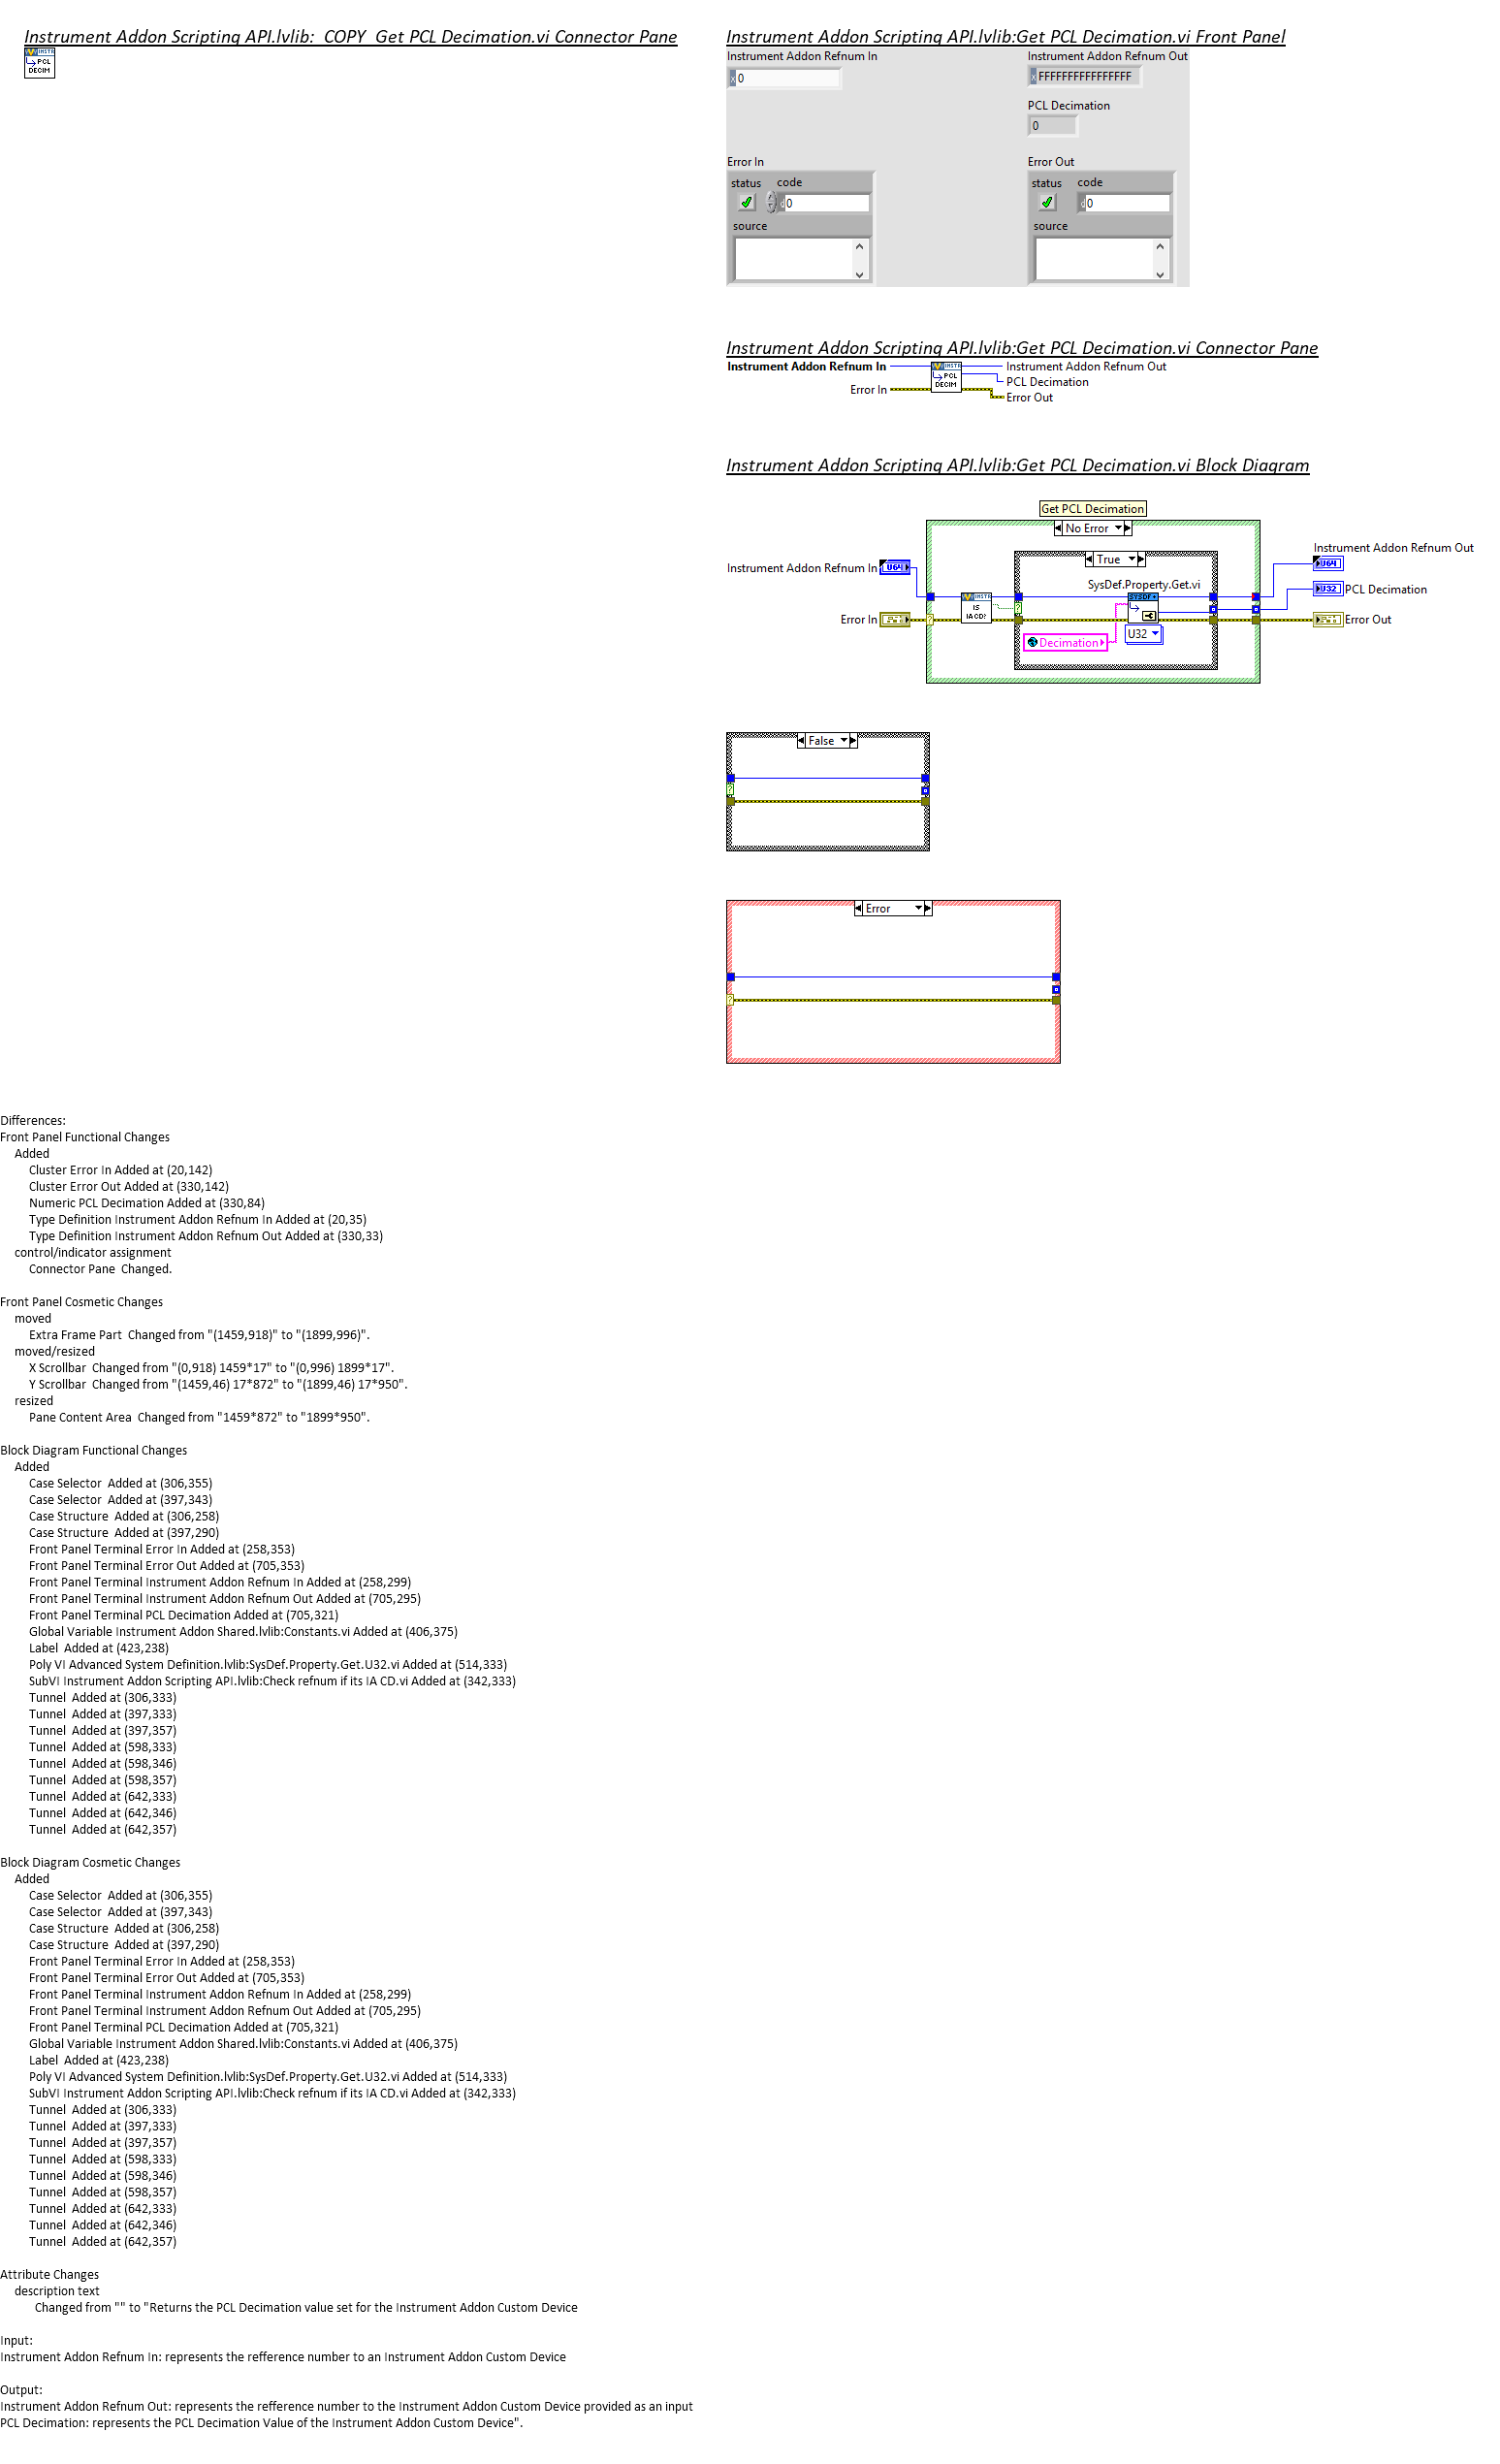 Instrument Addon Scripting API.lvlib:_COPY_Get PCL Decimation.vi Connector Pane
INSTR
PCL
DECIM
Instrument Addon Scripting API.lvlib:Get PCL Decimation.vi Front Panel
Instrument Addon Refnum In
x 0
Instrument Addon Refnum Out
x FFFFFFFFFFFFFFFF
PCL Decimation
0
Error In
status code
d 0
source
Error Out
status code
d 0
source
Instrument Addon Scripting API.lvlib:Get PCL Decimation.vi Connector Pane
Instrument Addon Refnum In
Error In
INSTR
PCL
DECIM
Instrument Addon Refnum Out
PCL Decimation
Error Out
Instrument Addon Scripting API.lvlib:Get PCL Decimation.vi Block Diagram
Get PCL Decimation
No Error
True
Instrument Addon Refnum In
U64
Error In
INSTR
IS
IA CD?
SysDef.Property.Get.vi
SYSDF
Decimation
U32
Instrument Addon Refnum Out
U64
U32
PCL Decimation
Error Out
False
?
Error
?
Differences:
Front Panel Functional Changes
Added
Cluster Error In Added at (20,142)
Cluster Error Out Added at (330,142)
Numeric PCL Decimation Added at (330,84)
Type Definition Instrument Addon Refnum In Added at (20,35)
Type Definition Instrument Addon Refnum Out Added at (330,33)
control/indicator assignment
Connector Pane  Changed.
Front Panel Cosmetic Changes
moved
Extra Frame Part  Changed from "(1459,918)" to "(1899,996)".
moved/resized
X Scrollbar  Changed from "(0,918) 1459*17" to "(0,996) 1899*17".
Y Scrollbar  Changed from "(1459,46) 17*872" to "(1899,46) 17*950".
resized
Pane Content Area  Changed from "1459*872" to "1899*950".
Block Diagram Functional Changes
Added
Case Selector  Added at (306,355)
Case Selector  Added at (397,343)
Case Structure  Added at (306,258)
Case Structure  Added at (397,290)
Front Panel Terminal Error In Added at (258,353)
Front Panel Terminal Error Out Added at (705,353)
Front Panel Terminal Instrument Addon Refnum In Added at (258,299)
Front Panel Terminal Instrument Addon Refnum Out Added at (705,295)
Front Panel Terminal PCL Decimation Added at (705,321)
Global Variable Instrument Addon Shared.lvlib:Constants.vi Added at (406,375)
Label  Added at (423,238)
Poly VI Advanced System Definition.lvlib:SysDef.Property.Get.U32.vi Added at (514,333)
SubVI Instrument Addon Scripting API.lvlib:Check refnum if its IA CD.vi Added at (342,333)
Tunnel  Added at (306,333)
Tunnel  Added at (397,333)
Tunnel  Added at (397,357)
Tunnel  Added at (598,333)
Tunnel  Added at (598,346)
Tunnel  Added at (598,357)
Tunnel  Added at (642,333)
Tunnel  Added at (642,346)
Tunnel  Added at (642,357)
Block Diagram Cosmetic Changes
Added
Case Selector  Added at (306,355)
Case Selector  Added at (397,343)
Case Structure  Added at (306,258)
Case Structure  Added at (397,290)
Front Panel Terminal Error In Added at (258,353)
Front Panel Terminal Error Out Added at (705,353)
Front Panel Terminal Instrument Addon Refnum In Added at (258,299)
Front Panel Terminal Instrument Addon Refnum Out Added at (705,295)
Front Panel Terminal PCL Decimation Added at (705,321)
Global Variable Instrument Addon Shared.lvlib:Constants.vi Added at (406,375)
Label  Added at (423,238)
Poly VI Advanced System Definition.lvlib:SysDef.Property.Get.U32.vi Added at (514,333)
SubVI Instrument Addon Scripting API.lvlib:Check refnum if its IA CD.vi Added at (342,333)
Tunnel  Added at (306,333)
Tunnel  Added at (397,333)
Tunnel  Added at (397,357)
Tunnel  Added at (598,333)
Tunnel  Added at (598,346)
Tunnel  Added at (598,357)
Tunnel  Added at (642,333)
Tunnel  Added at (642,346)
Tunnel  Added at (642,357)
Attribute Changes
description text
Changed from "" to "Returns the PCL Decimation value set for the Instrument Addon Custom Device
Input:
Instrument Addon Refnum In: represents the refference number to an Instrument Addon Custom Device
Output:
Instrument Addon Refnum Out: represents the refference number to the Instrument Addon Custom Device provided as an input
PCL Decimation: represents the PCL Decimation Value of the Instrument Addon Custom Device".